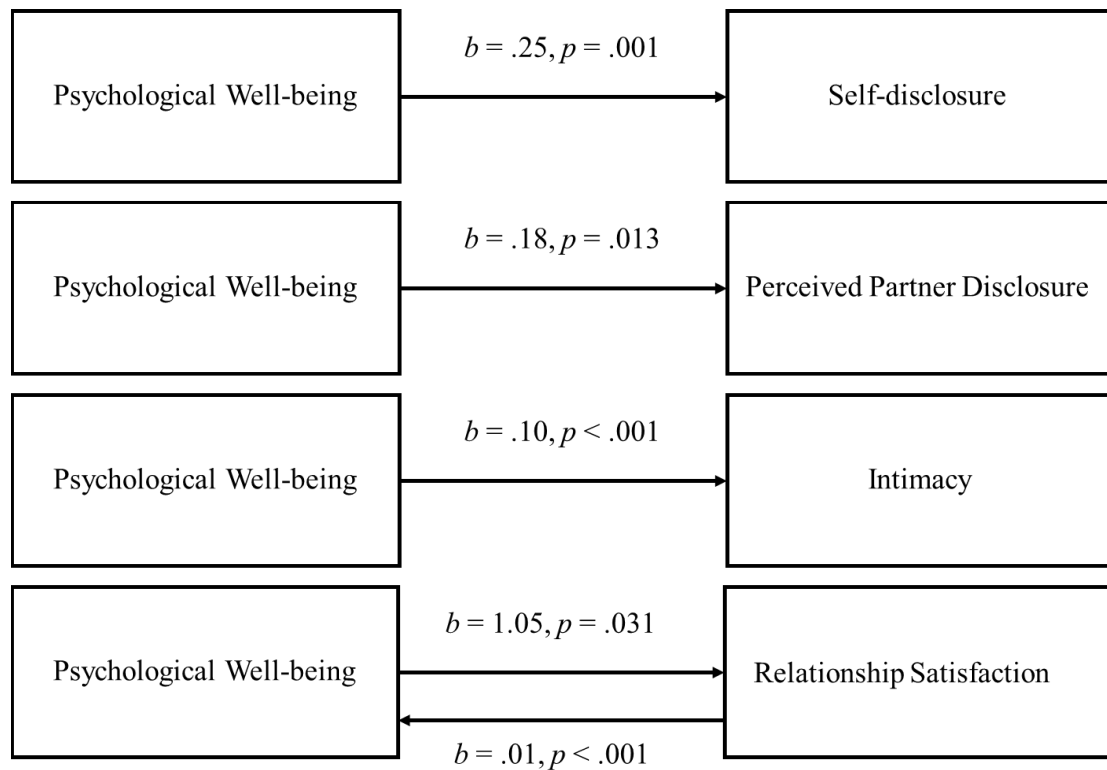 b = .25, p = .001
Psychological Well-being
Self-disclosure
b = .18, p = .013
Psychological Well-being
Perceived Partner Disclosure
b = .10, p < .001
Psychological Well-being
Intimacy
b = 1.05, p = .031
Psychological Well-being
Relationship Satisfaction
b = .01, p < .001